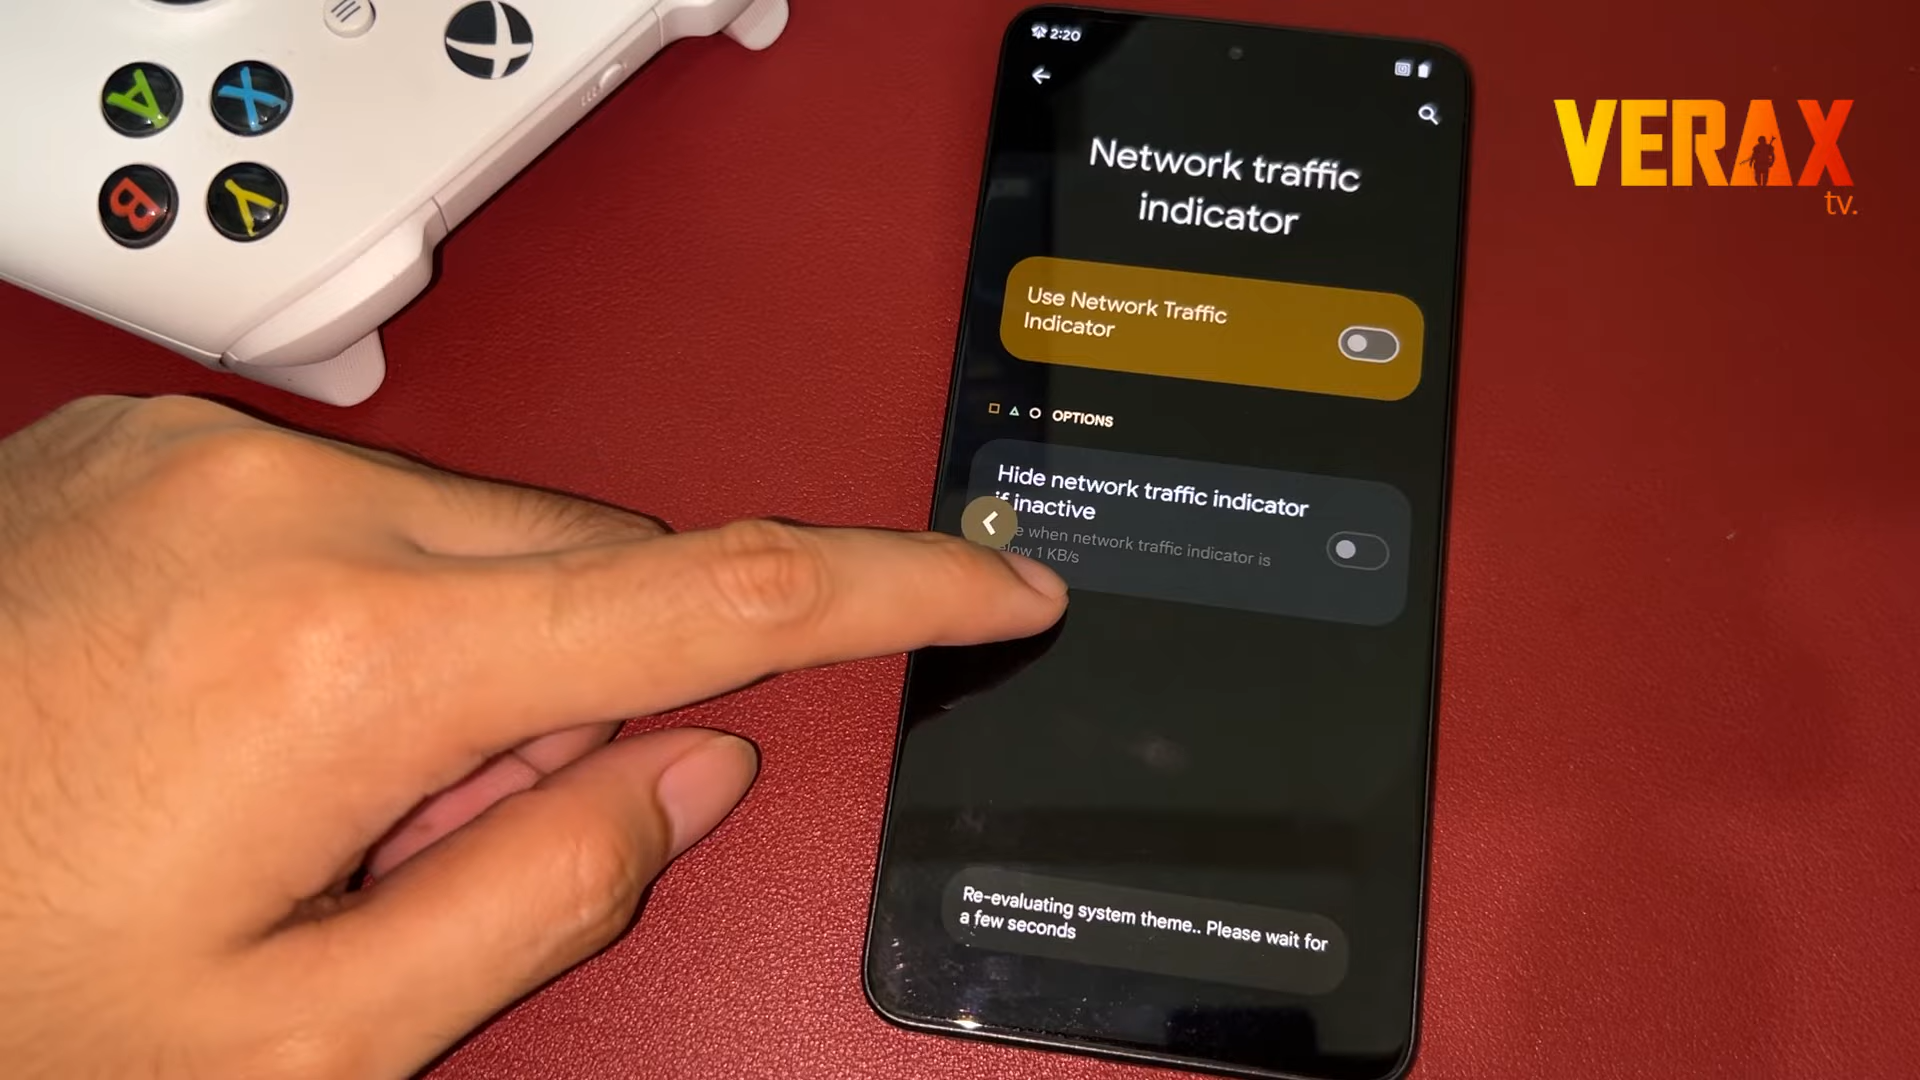 2:20
Network traffic
indicator
Use Network Traffic
Indicator
OPTIONS
Hide network traffic indicator
if inactive
when network traffic indicator is
1 KB/s
Re-evaluating system theme.. Please wait for
a few seconds
VERAX
tv.
A
X
B
Y